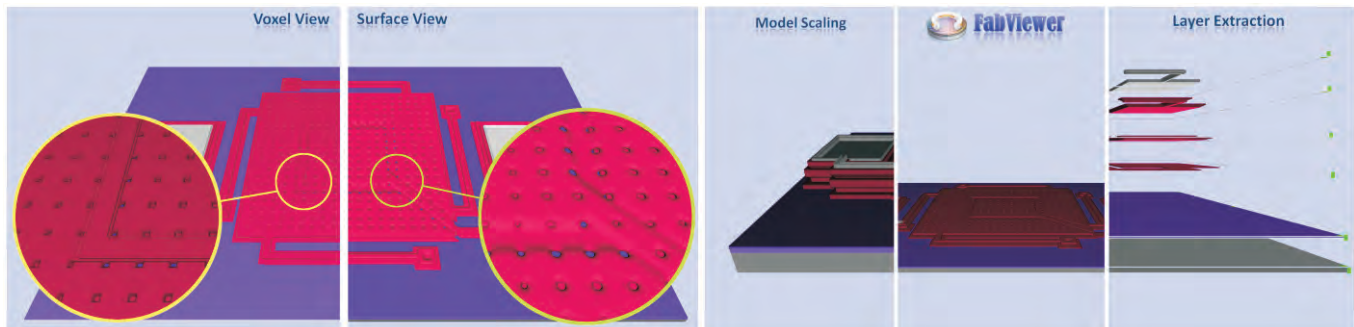 Voxel View
Surface View
Model Scaling
FabViewer
Layer Extraction